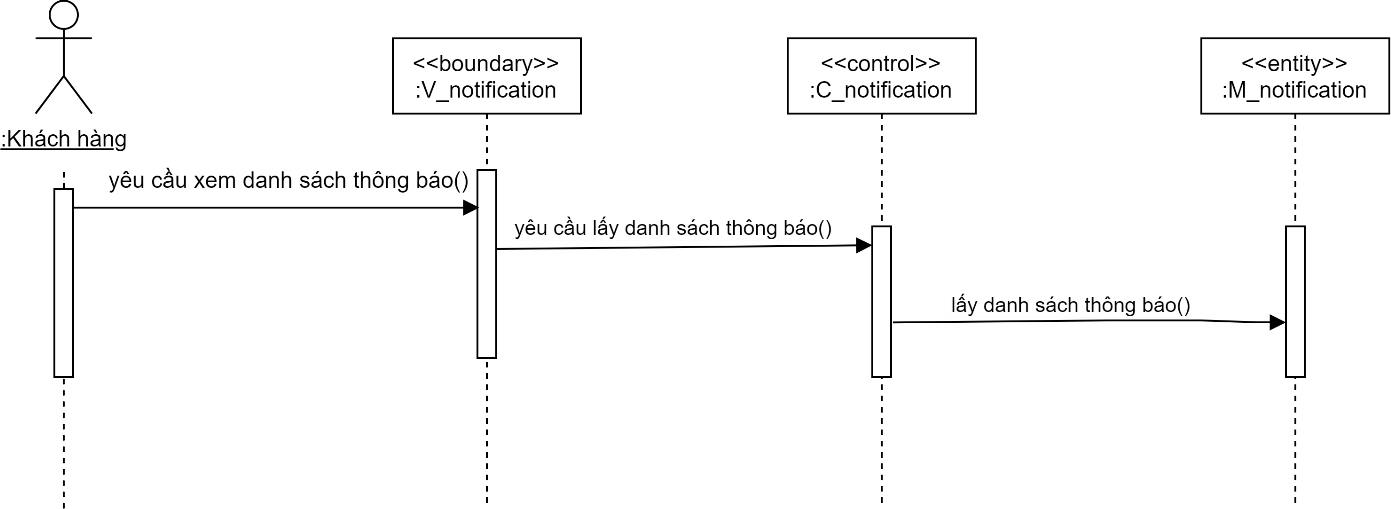 <<boundary>>
:V_notification
<<control>>
:C_notification
<<entity>>
:M_notification
:Khách hàng
yêu cầu xem danh sách thông báo()
yêu cầu lấy danh sách thông báo()
lấy danh sách thông báo()